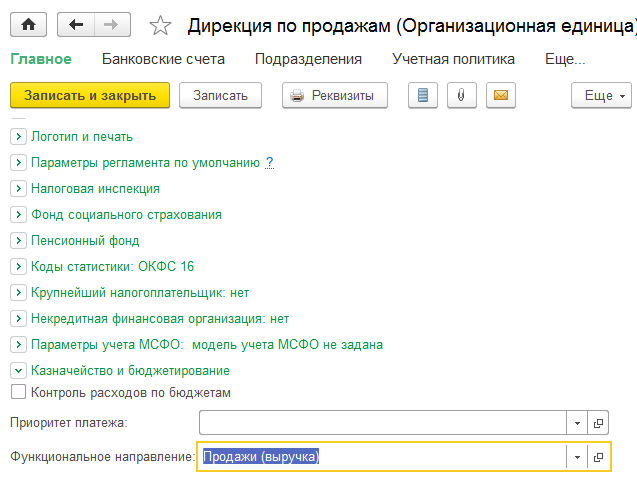 Дирекция по продажам (Организационная единица)
Главное Банковские счета Подразделения Учетная политика Еще...
Записать и закрыть Записать Реквизиты Еще
Логотип и печать
Параметры регламента по умолчанию ?
Налоговая инспекция
Фонд социального страхования
Пенсионный фонд
Коды статистики: ОКФС 16
Крупнейший налогоплательщик: нет
Некредитная финансовая организация: нет
Параметры учета МСФО: модель учета МСФО не задана
Казначейство и бюджетирование
Контроль расходов по бюджетам
Приоритет платежа:
Функциональное направление: Продажи (выручка)